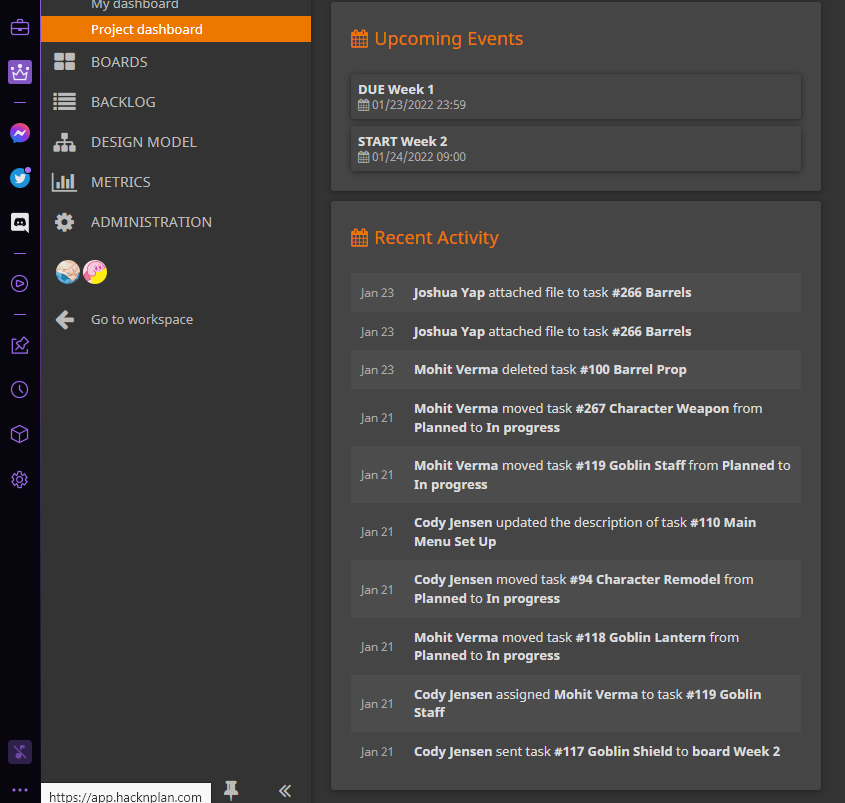 My dashboard
Project dashboard
BOARDS
BACKLOG
DESIGN MODEL
METRICS
ADMINISTRATION
Go to workspace
https://app.hacknplan.com
Upcoming Events
DUE Week 1
01/23/2022 23:59
START Week 2
01/24/2022 09:00
Recent Activity
Jan 23 Joshua Yap attached file to task #266 Barrels
Jan 23 Joshua Yap attached file to task #266 Barrels
Jan 23 Mohit Verma deleted task #100 Barrel Prop
Jan 21 Mohit Verma moved task #267 Character Weapon from
Planned to In progress
Jan 21 Mohit Verma moved task #119 Goblin Staff from Planned to
In progress
Jan 21 Cody Jensen updated the description of task #110 Main
Menu Set Up
Jan 21 Cody Jensen moved task #94 Character Remodel from
Planned to In progress
Jan 21 Mohit Verma moved task #118 Goblin Lantern from
Planned to In progress
Jan 21 Cody Jensen assigned Mohit Verma to task #119 Goblin
Staff
Jan 21 Cody Jensen sent task #117 Goblin Shield to board Week 2